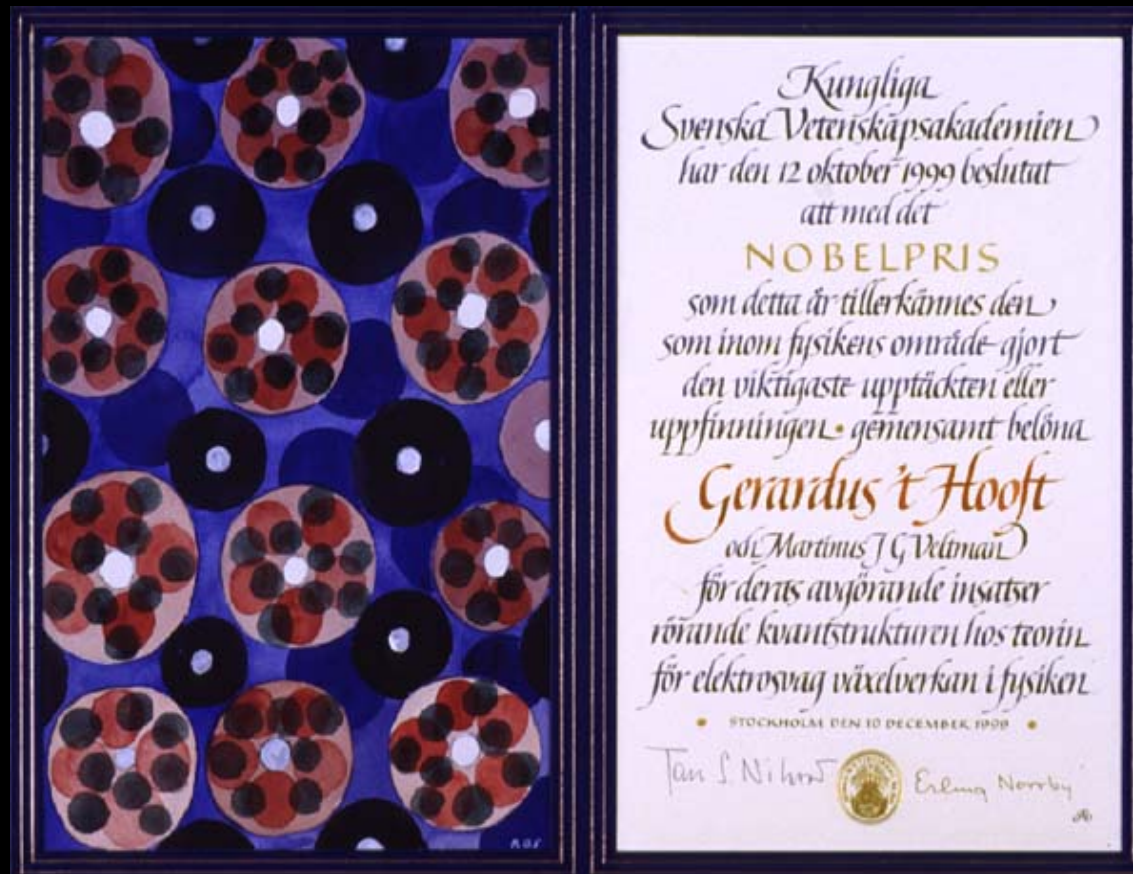 Kungliga
Svenska Vetenskapsakademien
har den 12 oktober 1999 beslutat
att med det
NOBELPRIS
som detta år tillerkännes den
som inom fysikens område gjort
den viktigaste upptäckten eller
uppfinningen • gemensamt belöna
Gerardus 't Hooft
och Martinus J G Veltman
för deras avgörande insatser
rörande kvantstrukturen hos teorin
för elektrosvag växelverkan i fysiken
• STOCKHOLM DEN 10 DECEMBER 1999 •
Erling Norrby